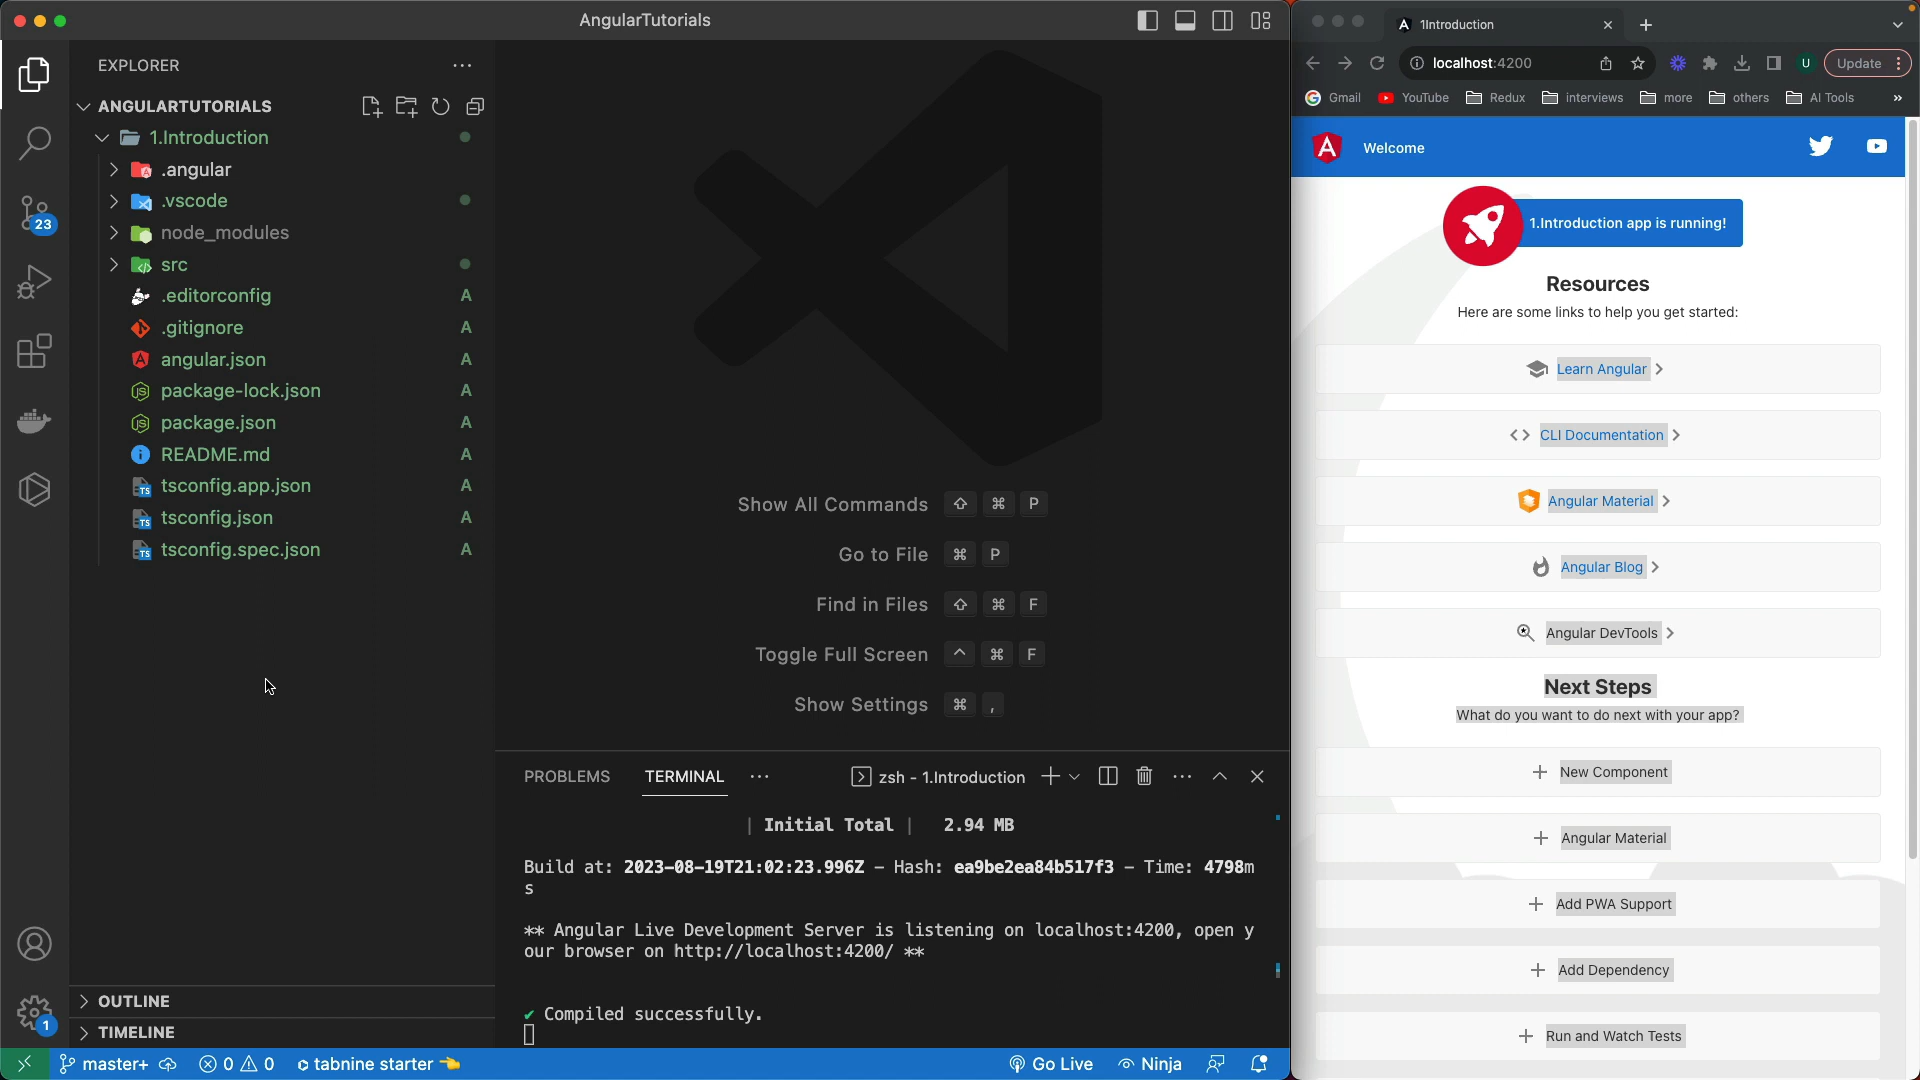 AngularTutorials
EXPLORER
ANGULARTUTORIALS
1.Introduction
.angular
.vscode
node_modules
src
.editorconfig A
.gitignore A
angular.json A
package-lock.json A
package.json A
README.md A
tsconfig.app.json A
tsconfig.json A
tsconfig.spec.json A
23
OUTLINE
TIMELINE
1
Show All Commands ⇧ ⌘ P
Go to File ⌘ P
Find in Files ⇧ ⌘ F
Toggle Full Screen ^ ⌘ F
Show Settings ⌘ ,
PROBLEMS TERMINAL zsh - 1.Introduction
| Initial Total | 2.94 MB
Build at: 2023-08-19T21:02:23.996Z - Hash: ea9be2ea84b517f3 - Time: 4798m
s
** Angular Live Development Server is listening on localhost:4200, open y
our browser on http://localhost:4200/ **
✔ Compiled successfully.
master+ 0 0 tabnine starter Go Live Ninja
1Introduction
localhost:4200 U Update
Gmail YouTube Redux interviews more others AI Tools »
A Welcome
1.Introduction app is running!
Resources
Here are some links to help you get started:
Learn Angular
CLI Documentation
Angular Material
Angular Blog
Angular DevTools
Next Steps
What do you want to do next with your app?
New Component
Angular Material
Add PWA Support
Add Dependency
Run and Watch Tests